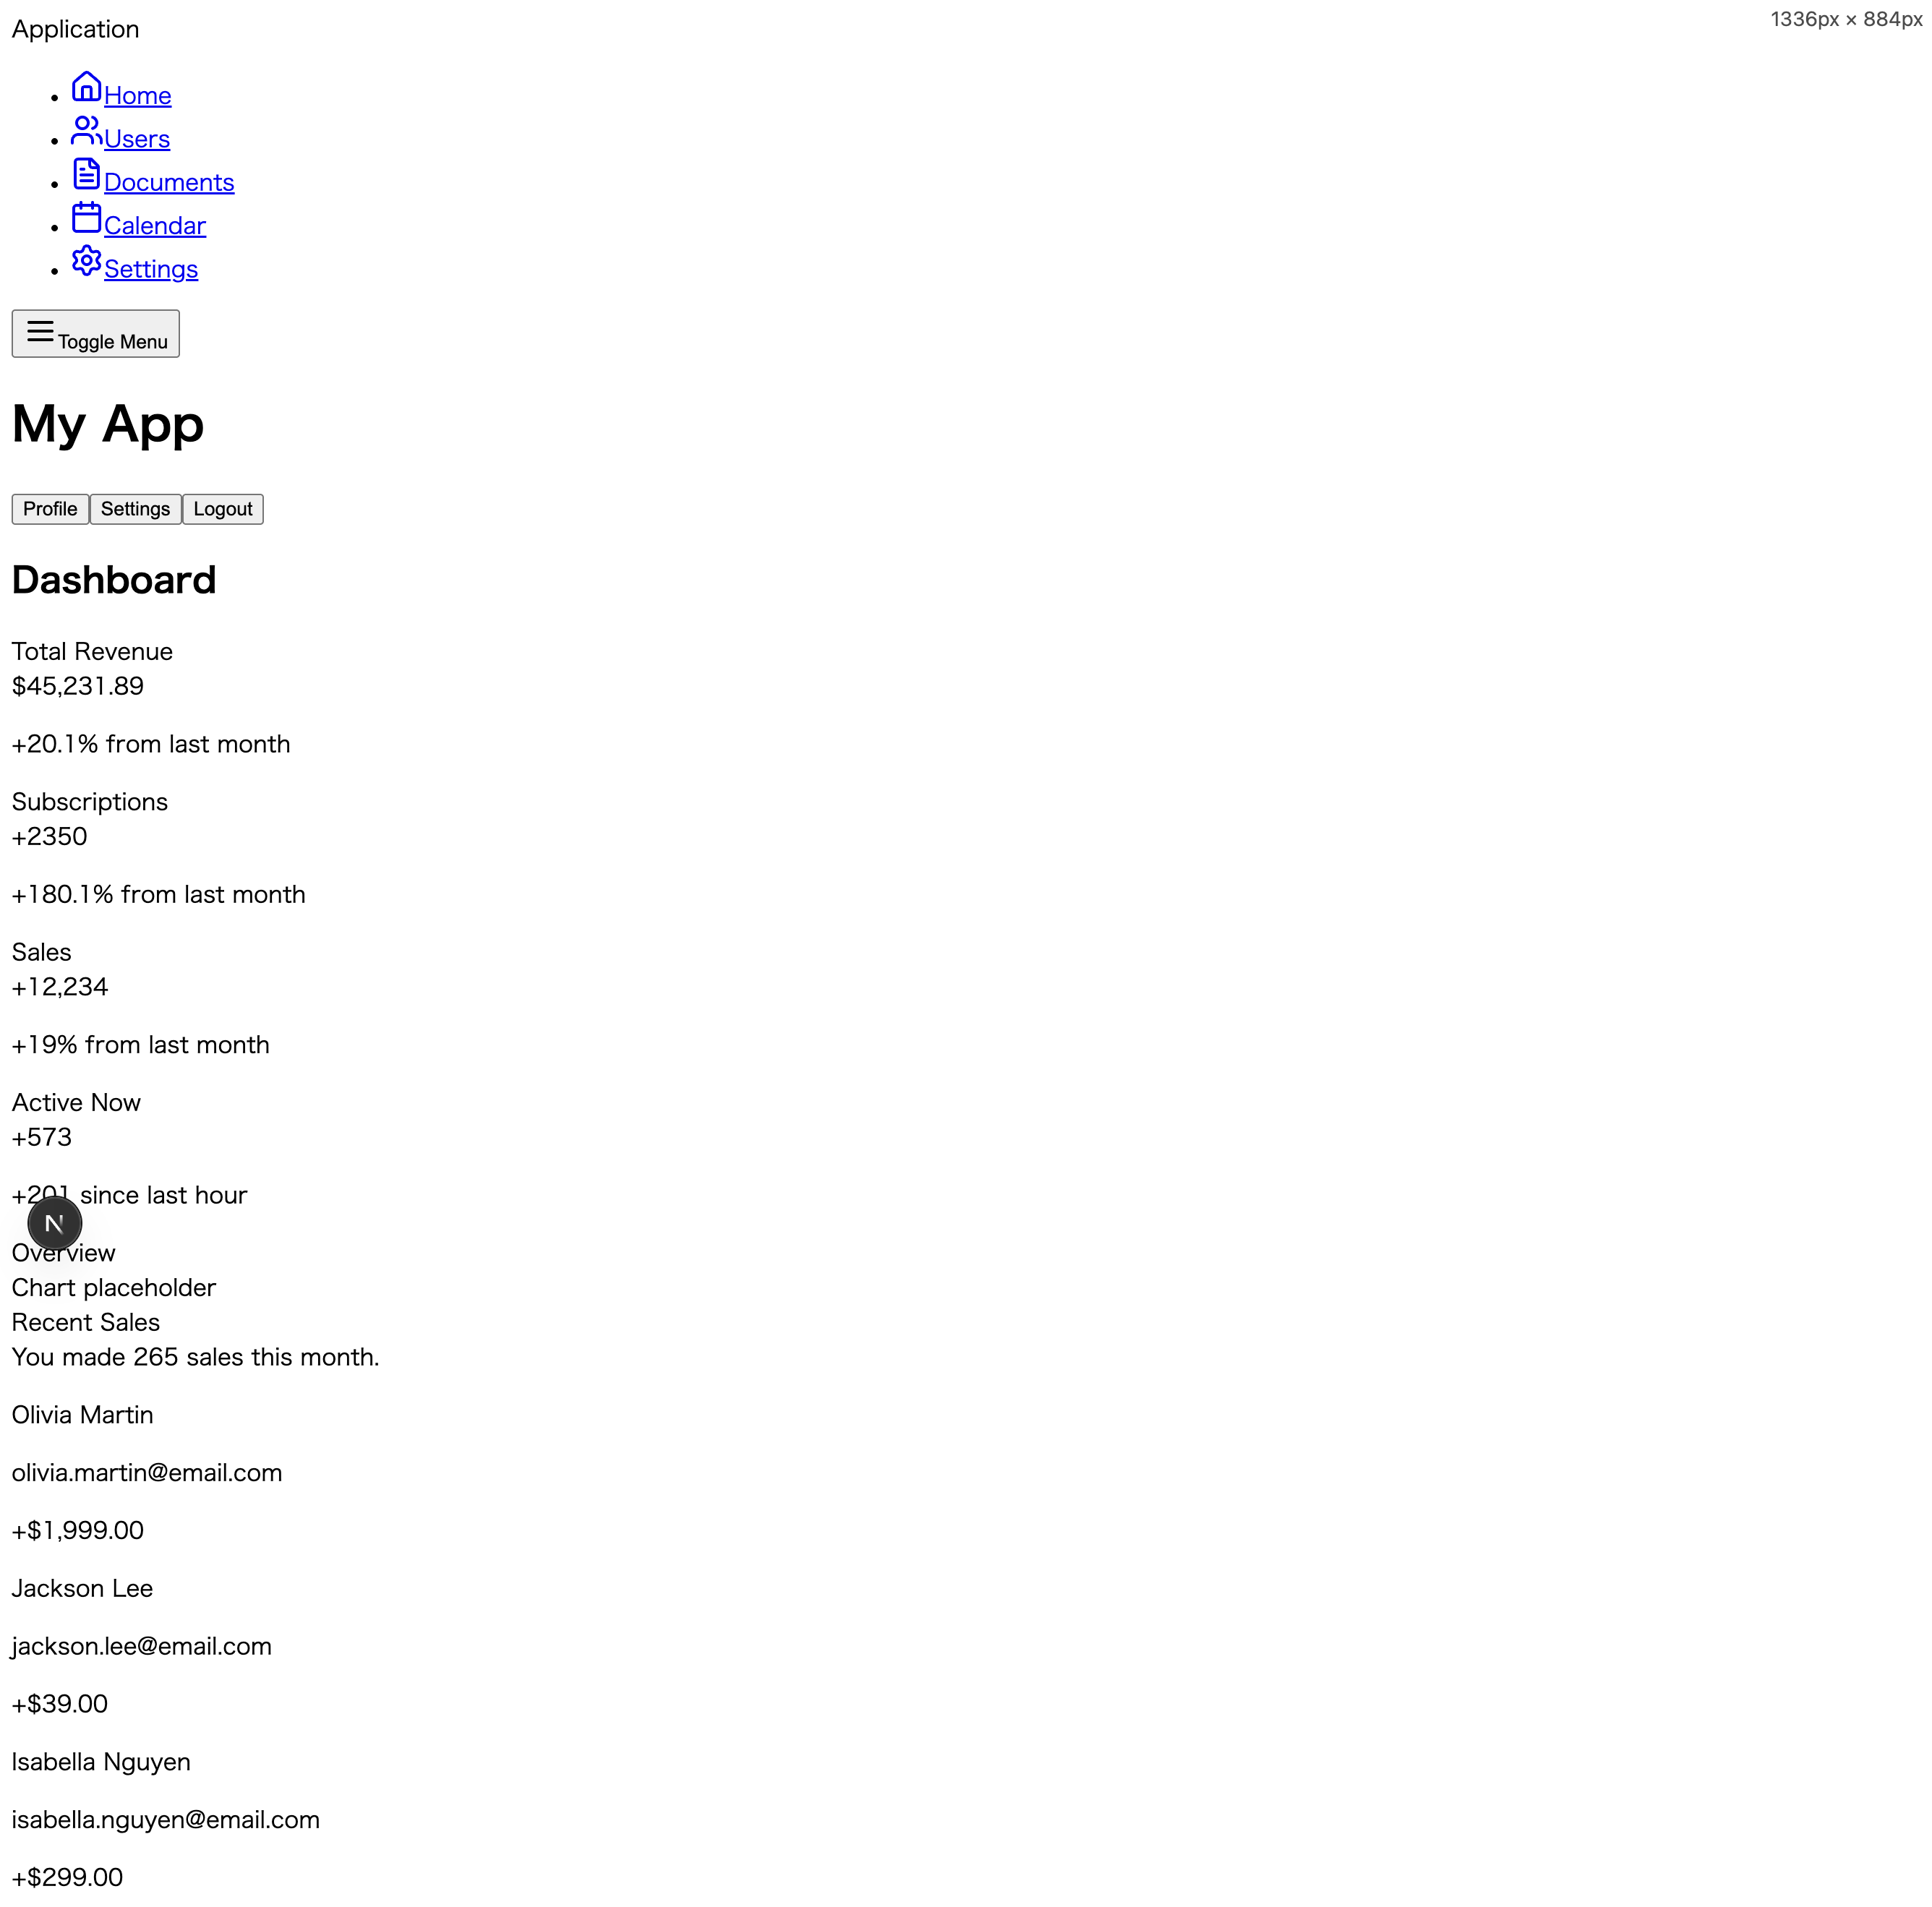 Application
1336px × 884px
Home
Users
Documents
Calendar
Settings
Toggle Menu
My App
Profile Settings Logout
Dashboard
Total Revenue
$45,231.89
+20.1% from last month
Subscriptions
+2350
+180.1% from last month
Sales
+12,234
+19% from last month
Active Now
+573
+201 since last hour
N
Overview
Chart placeholder
Recent Sales
You made 265 sales this month.
Olivia Martin
olivia.martin@email.com
+$1,999.00
Jackson Lee
jackson.lee@email.com
+$39.00
Isabella Nguyen
isabella.nguyen@email.com
+$299.00